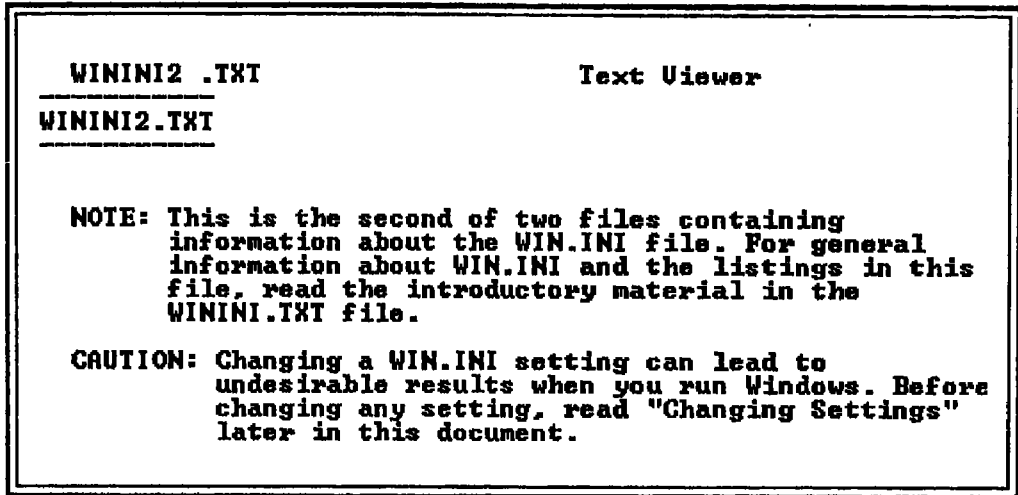 WININI2 .TXT Text Viewer
WININI2.TXT
NOTE: This is the second of two files containing
information about the WIN.INI file. For general
information about WIN.INI and the listings in this
file, read the introductory material in the
WININI.TXT file.
CAUTION: Changing a WIN.INI setting can lead to
undesirable results when you run Windows. Before
changing any setting, read "Changing Settings"
later in this document.